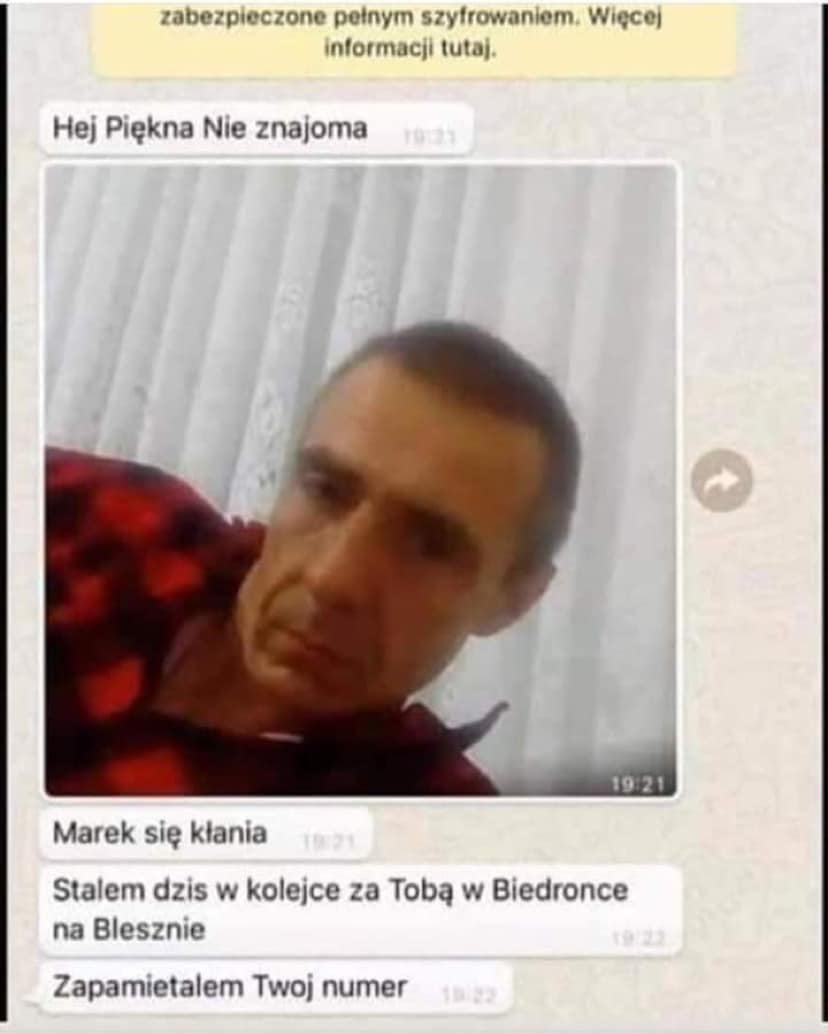 zabezpieczone pełnym szyfrowaniem. Więcej
informacji tutaj.
Hej Piękna Nie znajoma 19:21
19:21
Marek się kłania 19:21
Stalem dzis w kolejce za Tobą w Biedronce
na Blesznie 19:22
Zapamietalem Twoj numer 19:22